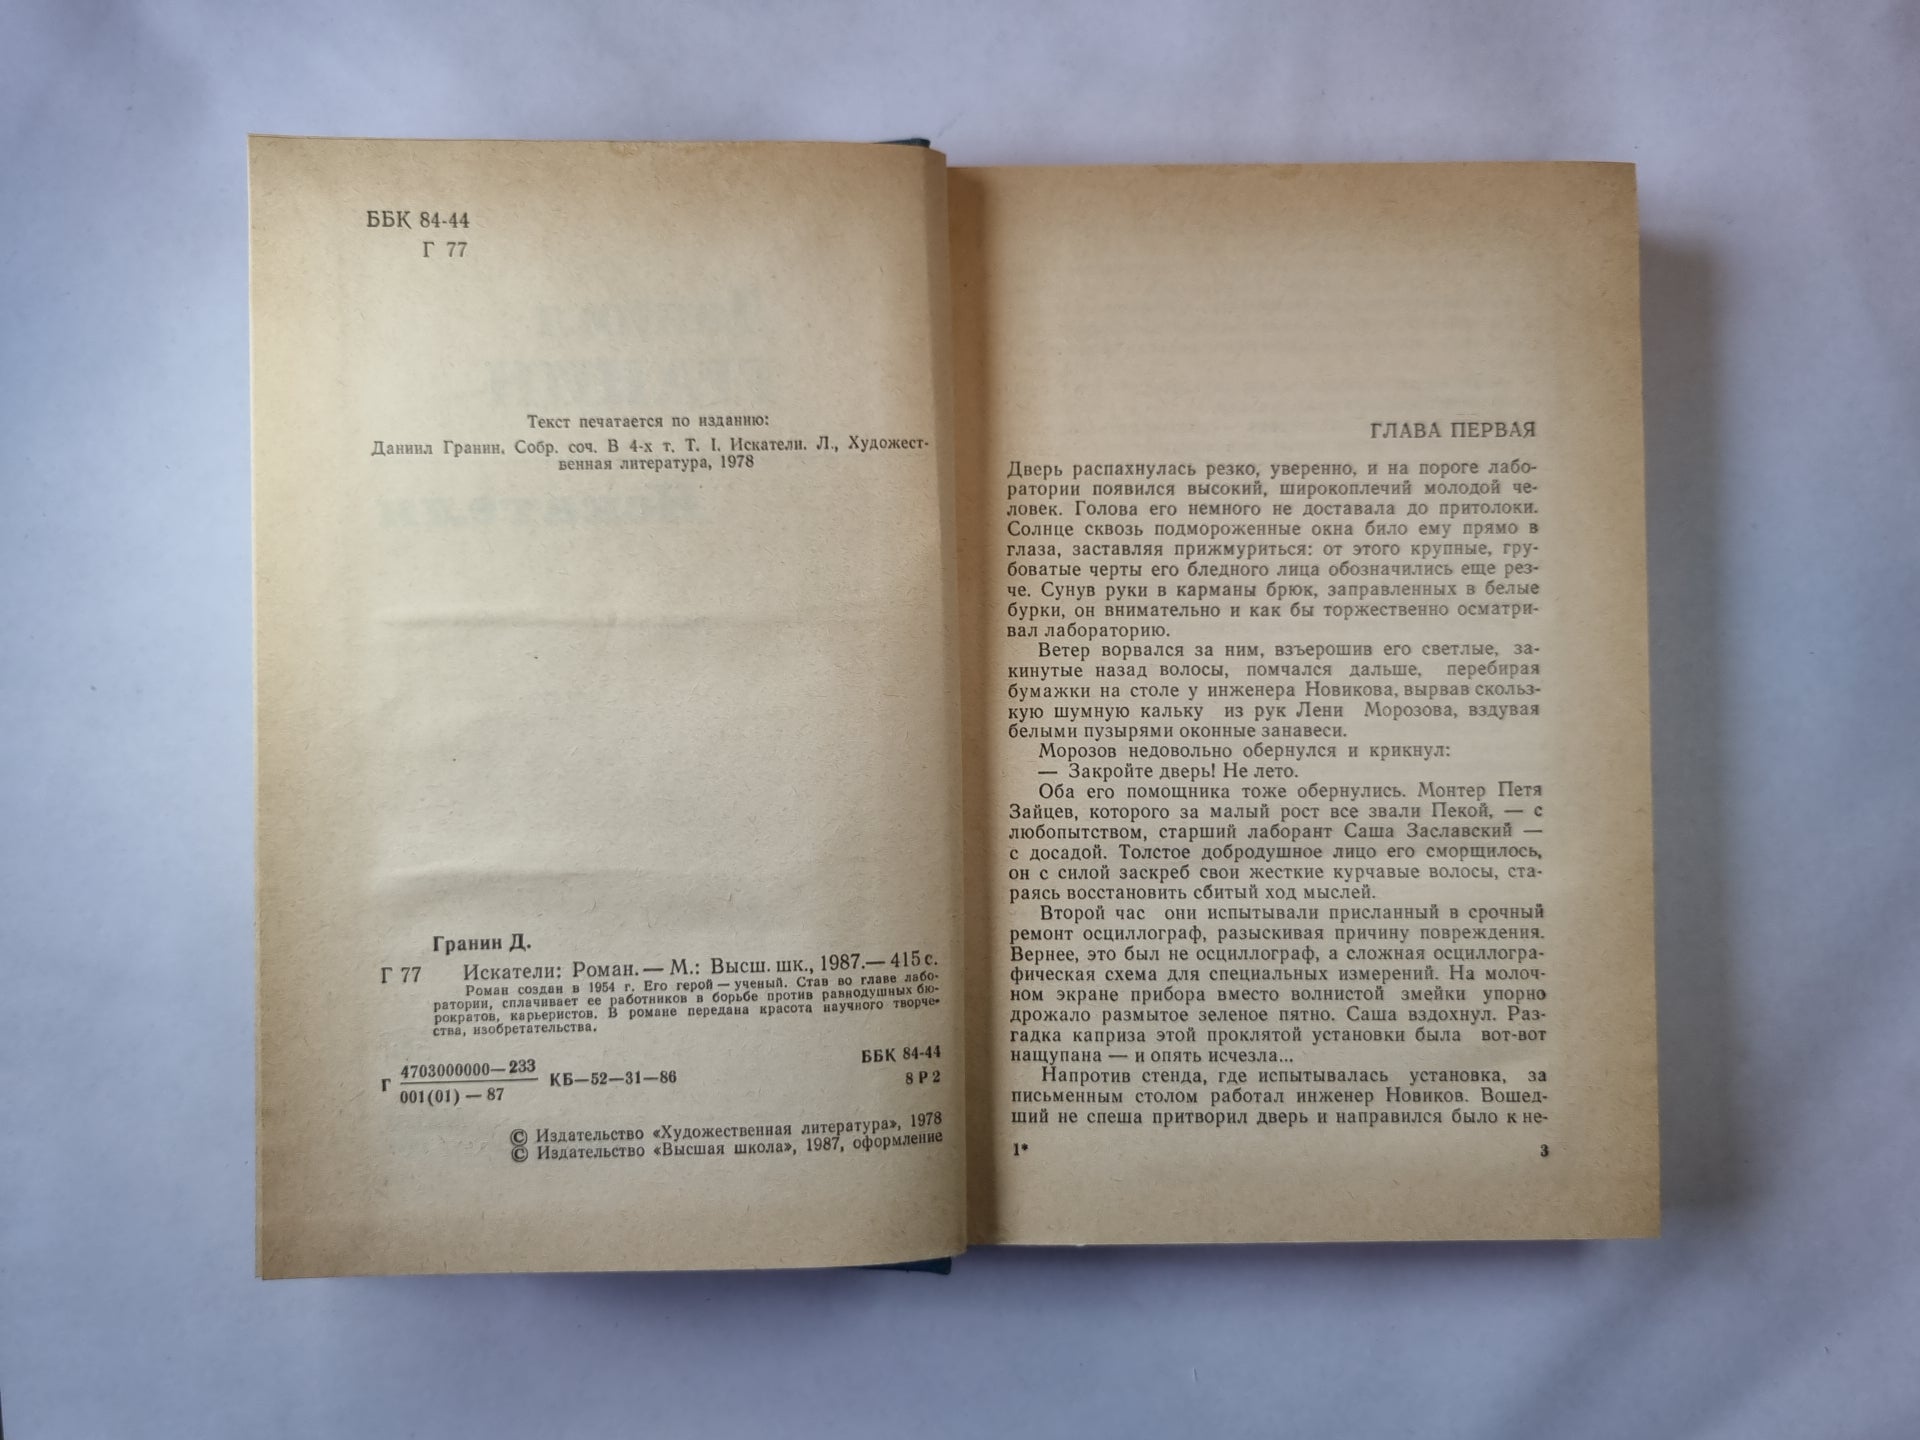 ББК 84-44
Г 77
Текст печатается по изданию:
Даниил Гранин. Собр. соч. В 4-х т. Т. I. Искатели. Л., Художест-
венная литература, 1978
Гранин Д.
Г 77 Искатели: Роман.— М.: Высш. шк., 1987.— 415 с.
Роман создан в 1954 г. Его герой — ученый. Став во главе лабо-
ратории, сплачивает ее работников в борьбе против равнодушных бю-
рократов, карьеристов. В романе передана красота научного творче-
ства, изобретательства.
Г 4703000000—233
001(01) — 87
КБ—52—31—86
ББК 84-44
8 Р 2
© Издательство «Художественная литература», 1978
© Издательство «Высшая школа», 1987, оформление
ГЛАВА ПЕРВАЯ
Дверь распахнулась резко, уверенно, и на пороге лабо-
ратории появился высокий, широкоплечий молодой че-
ловек. Голова его немного не доставала до притолоки.
Солнце сквозь подмороженные окна било ему прямо в
глаза, заставляя прижмуриться: от этого крупные, гру-
боватые черты его бледного лица обозначились еще рез-
че. Сунув руки в карманы брюк, заправленных в белые
бурки, он внимательно и как бы торжественно осматри-
вал лабораторию.
Ветер ворвался за ним, взъерошив его светлые, за-
кинутые назад волосы, помчался дальше, перебирая
бумажки на столе у инженера Новикова, вырвав скольз-
кую шумную кальку из рук Лени Морозова, вздувая
белыми пузырями оконные занавеси.
Морозов недовольно обернулся и крикнул:
— Закройте дверь! Не лето.
Оба его помощника тоже обернулись. Монтер Петя
Зайцев, которого за малый рост все звали Пекой, — с
любопытством, старший лаборант Саша Заславский —
с досадой. Толстое добродушное лицо его сморщилось,
он с силой заскреб свои жесткие курчавые волосы, ста-
раясь восстановить сбитый ход мыслей.
Второй час они испытывали присланный в срочный
ремонт осциллограф, разыскивая причину повреждения.
Вернее, это был не осциллограф, а сложная осциллогра-
фическая схема для специальных измерений. На молоч-
ном экране прибора вместо волнистой змейки упорно
дрожало размытое зеленое пятно. Саша вздохнул. Раз-
гадка каприза этой проклятой установки была вот-вот
нащупана — и опять исчезла...
Напротив стенда, где испытывалась установка, за
письменным столом работал инженер Новиков. Вошед-
ший не спеша притворил дверь и направился было к не-
1*
3